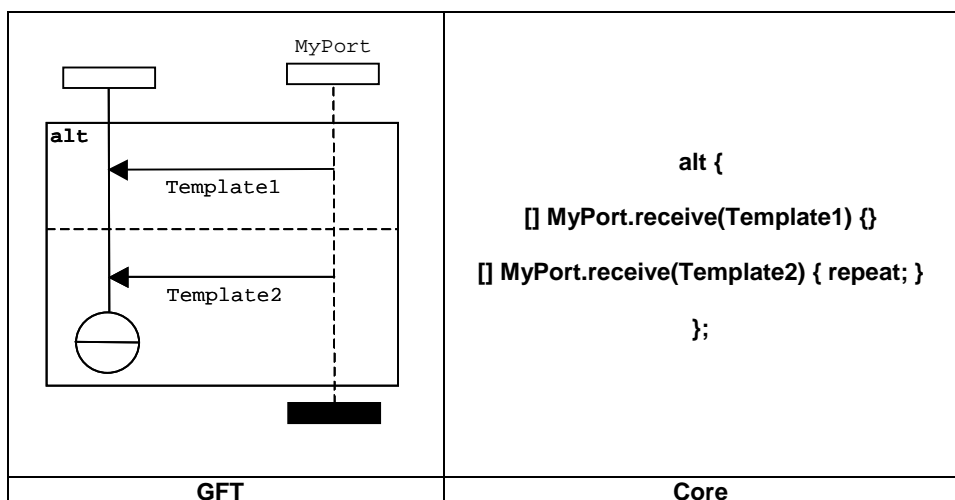 MyPort
alt
Template1
Template2
alt {
[] MyPort.receive(Template1) {}
[] MyPort.receive(Template2) { repeat; }
};
GFT
Core